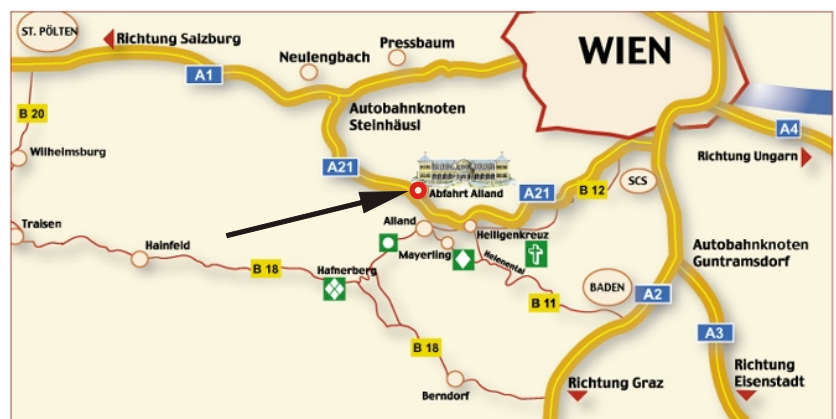 ST. PÖLTEN
Richtung Salzburg
Neulengbach
Pressbaum
WIEN
A1
B 20
Autobahnknoten
Steinhäusl
A4
Richtung Ungarn
Wilhelmsburg
A21
Abfahrt Alland
A21
B 12
SCS
Traisen
Hainfeld
Alland
Heiligenkreuz
Mayerling
Helenental
Autobahnknoten
Guntramsdorf
B 18
Hafnerberg
BADEN
A2
B 11
A3
B 18
Richtung
Eisenstadt
Richtung Graz
Berndorf